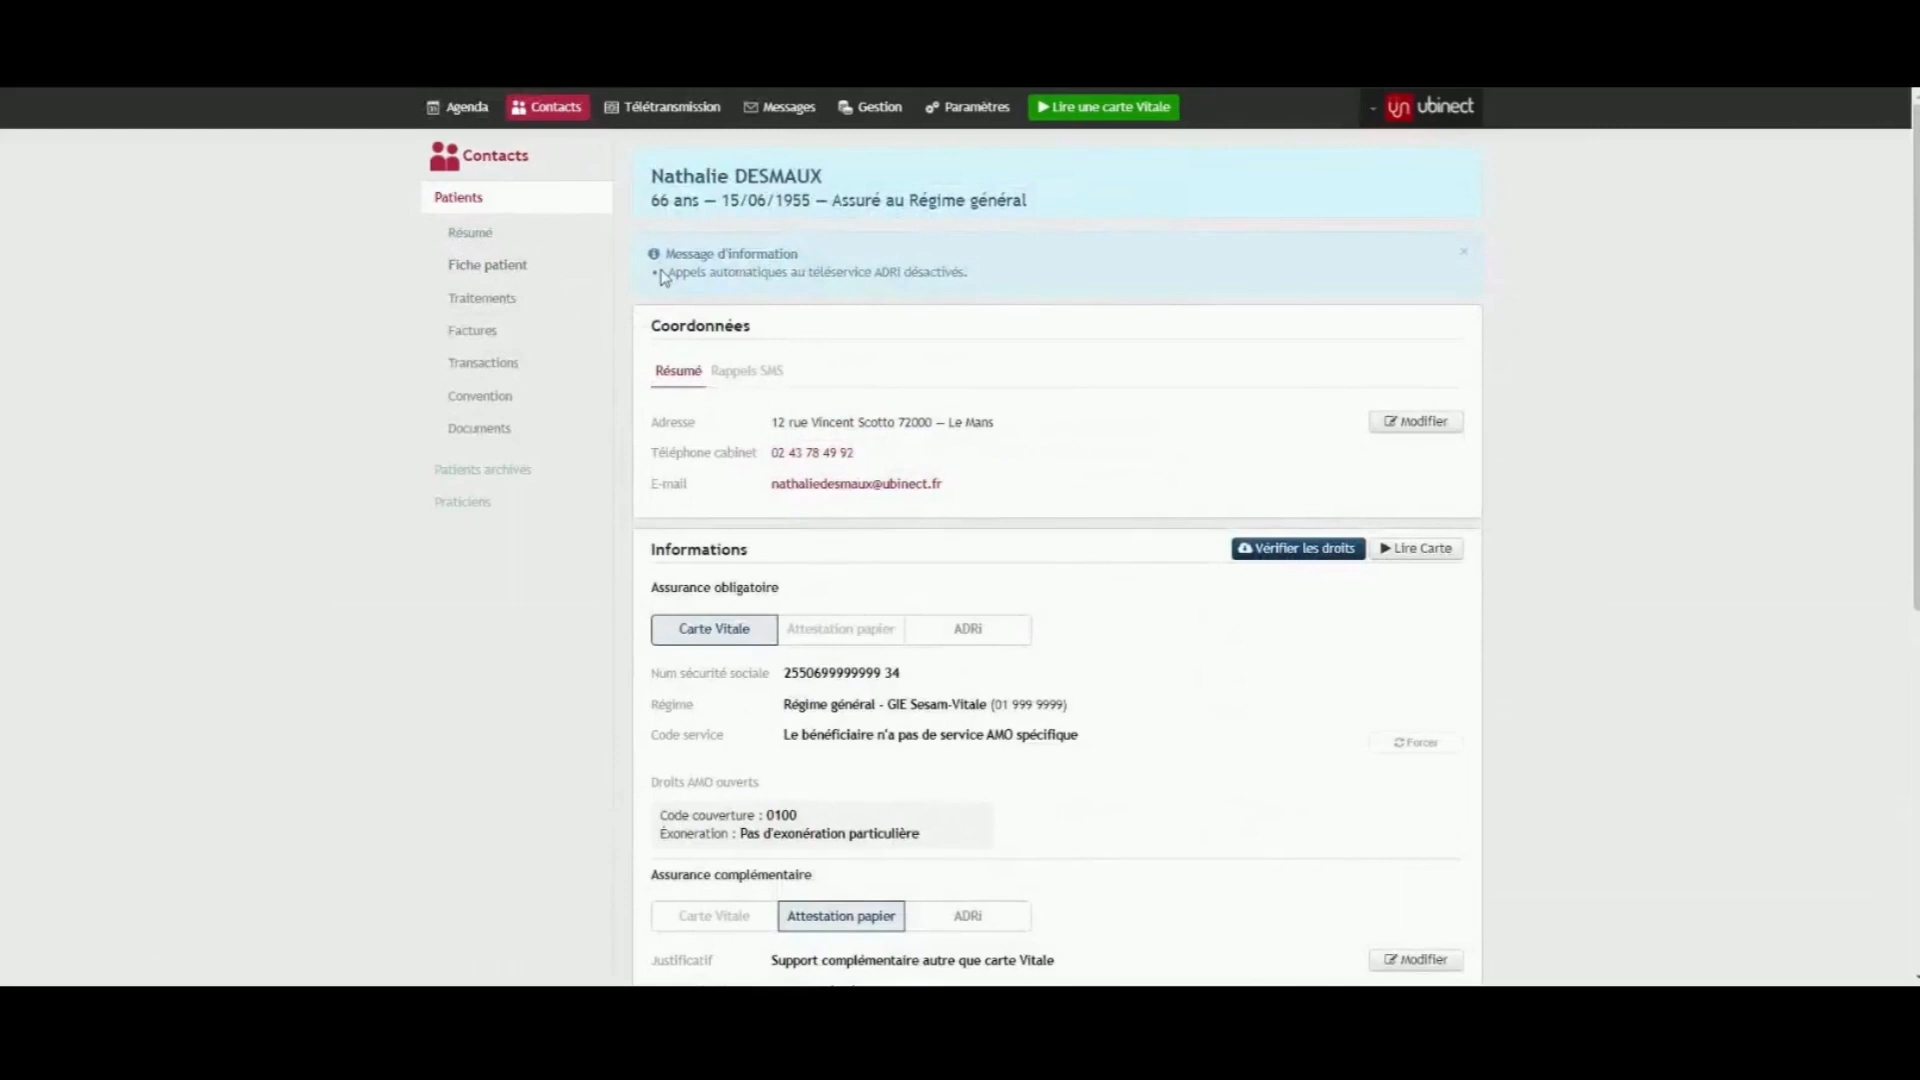 Agenda Contacts Télétransmission Messages Gestion Paramètres Lire une carte Vitale ubinect
Contacts
Patients
Résumé
Fiche patient
Traitements
Factures
Transactions
Convention
Documents
Patients archivés
Praticiens
Nathalie DESMAUX
66 ans — 15/06/1955 — Assuré au Régime général
Message d'information ×
• Appels automatiques au téléservice ADRi désactivés.
Coordonnées
Résumé Rappels SMS
Adresse 12 rue Vincent Scotto 72000 — Le Mans Modifier
Téléphone cabinet 02 43 78 49 92
E-mail nathaliedesmaux@ubinect.fr
Informations Vérifier les droits Lire Carte
Assurance obligatoire
Carte Vitale Attestation papier ADRi
Num sécurité sociale 2550699999999 34
Régime Régime général - GIE Sesam-Vitale (01 999 9999)
Code service Le bénéficiaire n'a pas de service AMO spécifique
Forcer
Droits AMO ouverts
Code couverture : 0100
Éxoneration : Pas d'exonération particulière
Assurance complémentaire
Carte Vitale Attestation papier ADRi
Justificatif Support complémentaire autre que carte Vitale Modifier